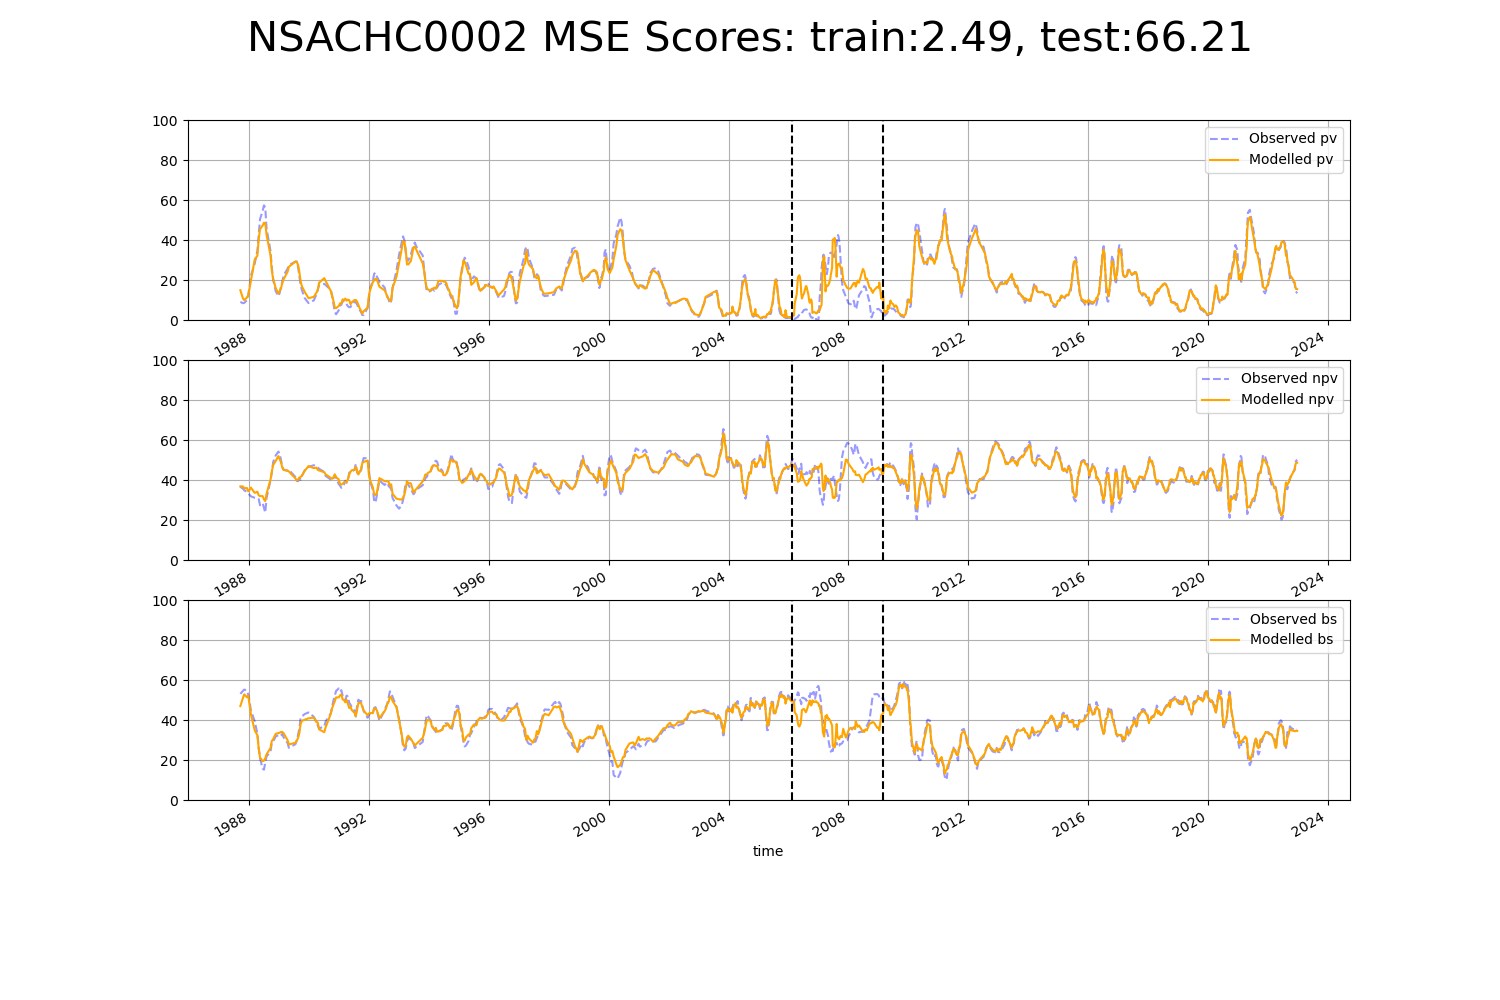 NSACHC0002 MSE Scores: train:2.49, test:66.21
100
80
60
40
20
0
Observed pv
Modelled pv
1988 1992 1996 2000 2004 2008 2012 2016 2020 2024
100
80
60
40
20
0
Observed npv
Modelled npv
1988 1992 1996 2000 2004 2008 2012 2016 2020 2024
100
80
60
40
20
0
Observed bs
Modelled bs
1988 1992 1996 2000 2004 2008 2012 2016 2020 2024
time